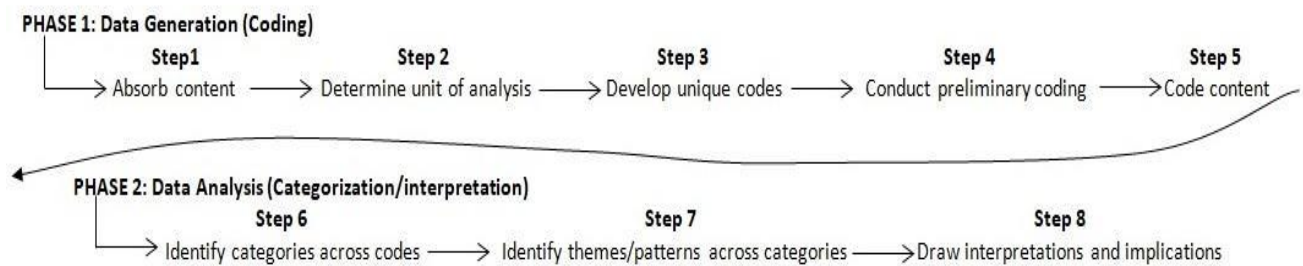 PHASE 1: Data Generation (Coding)
Step1 Step 2 Step 3 Step 4 Step 5
Absorb content Determine unit of analysis Develop unique codes Conduct preliminary coding Code content
PHASE 2: Data Analysis (Categorization/interpretation)
Step 6 Step 7 Step 8
Identify categories across codes Identify themes/patterns across categories Draw interpretations and implications